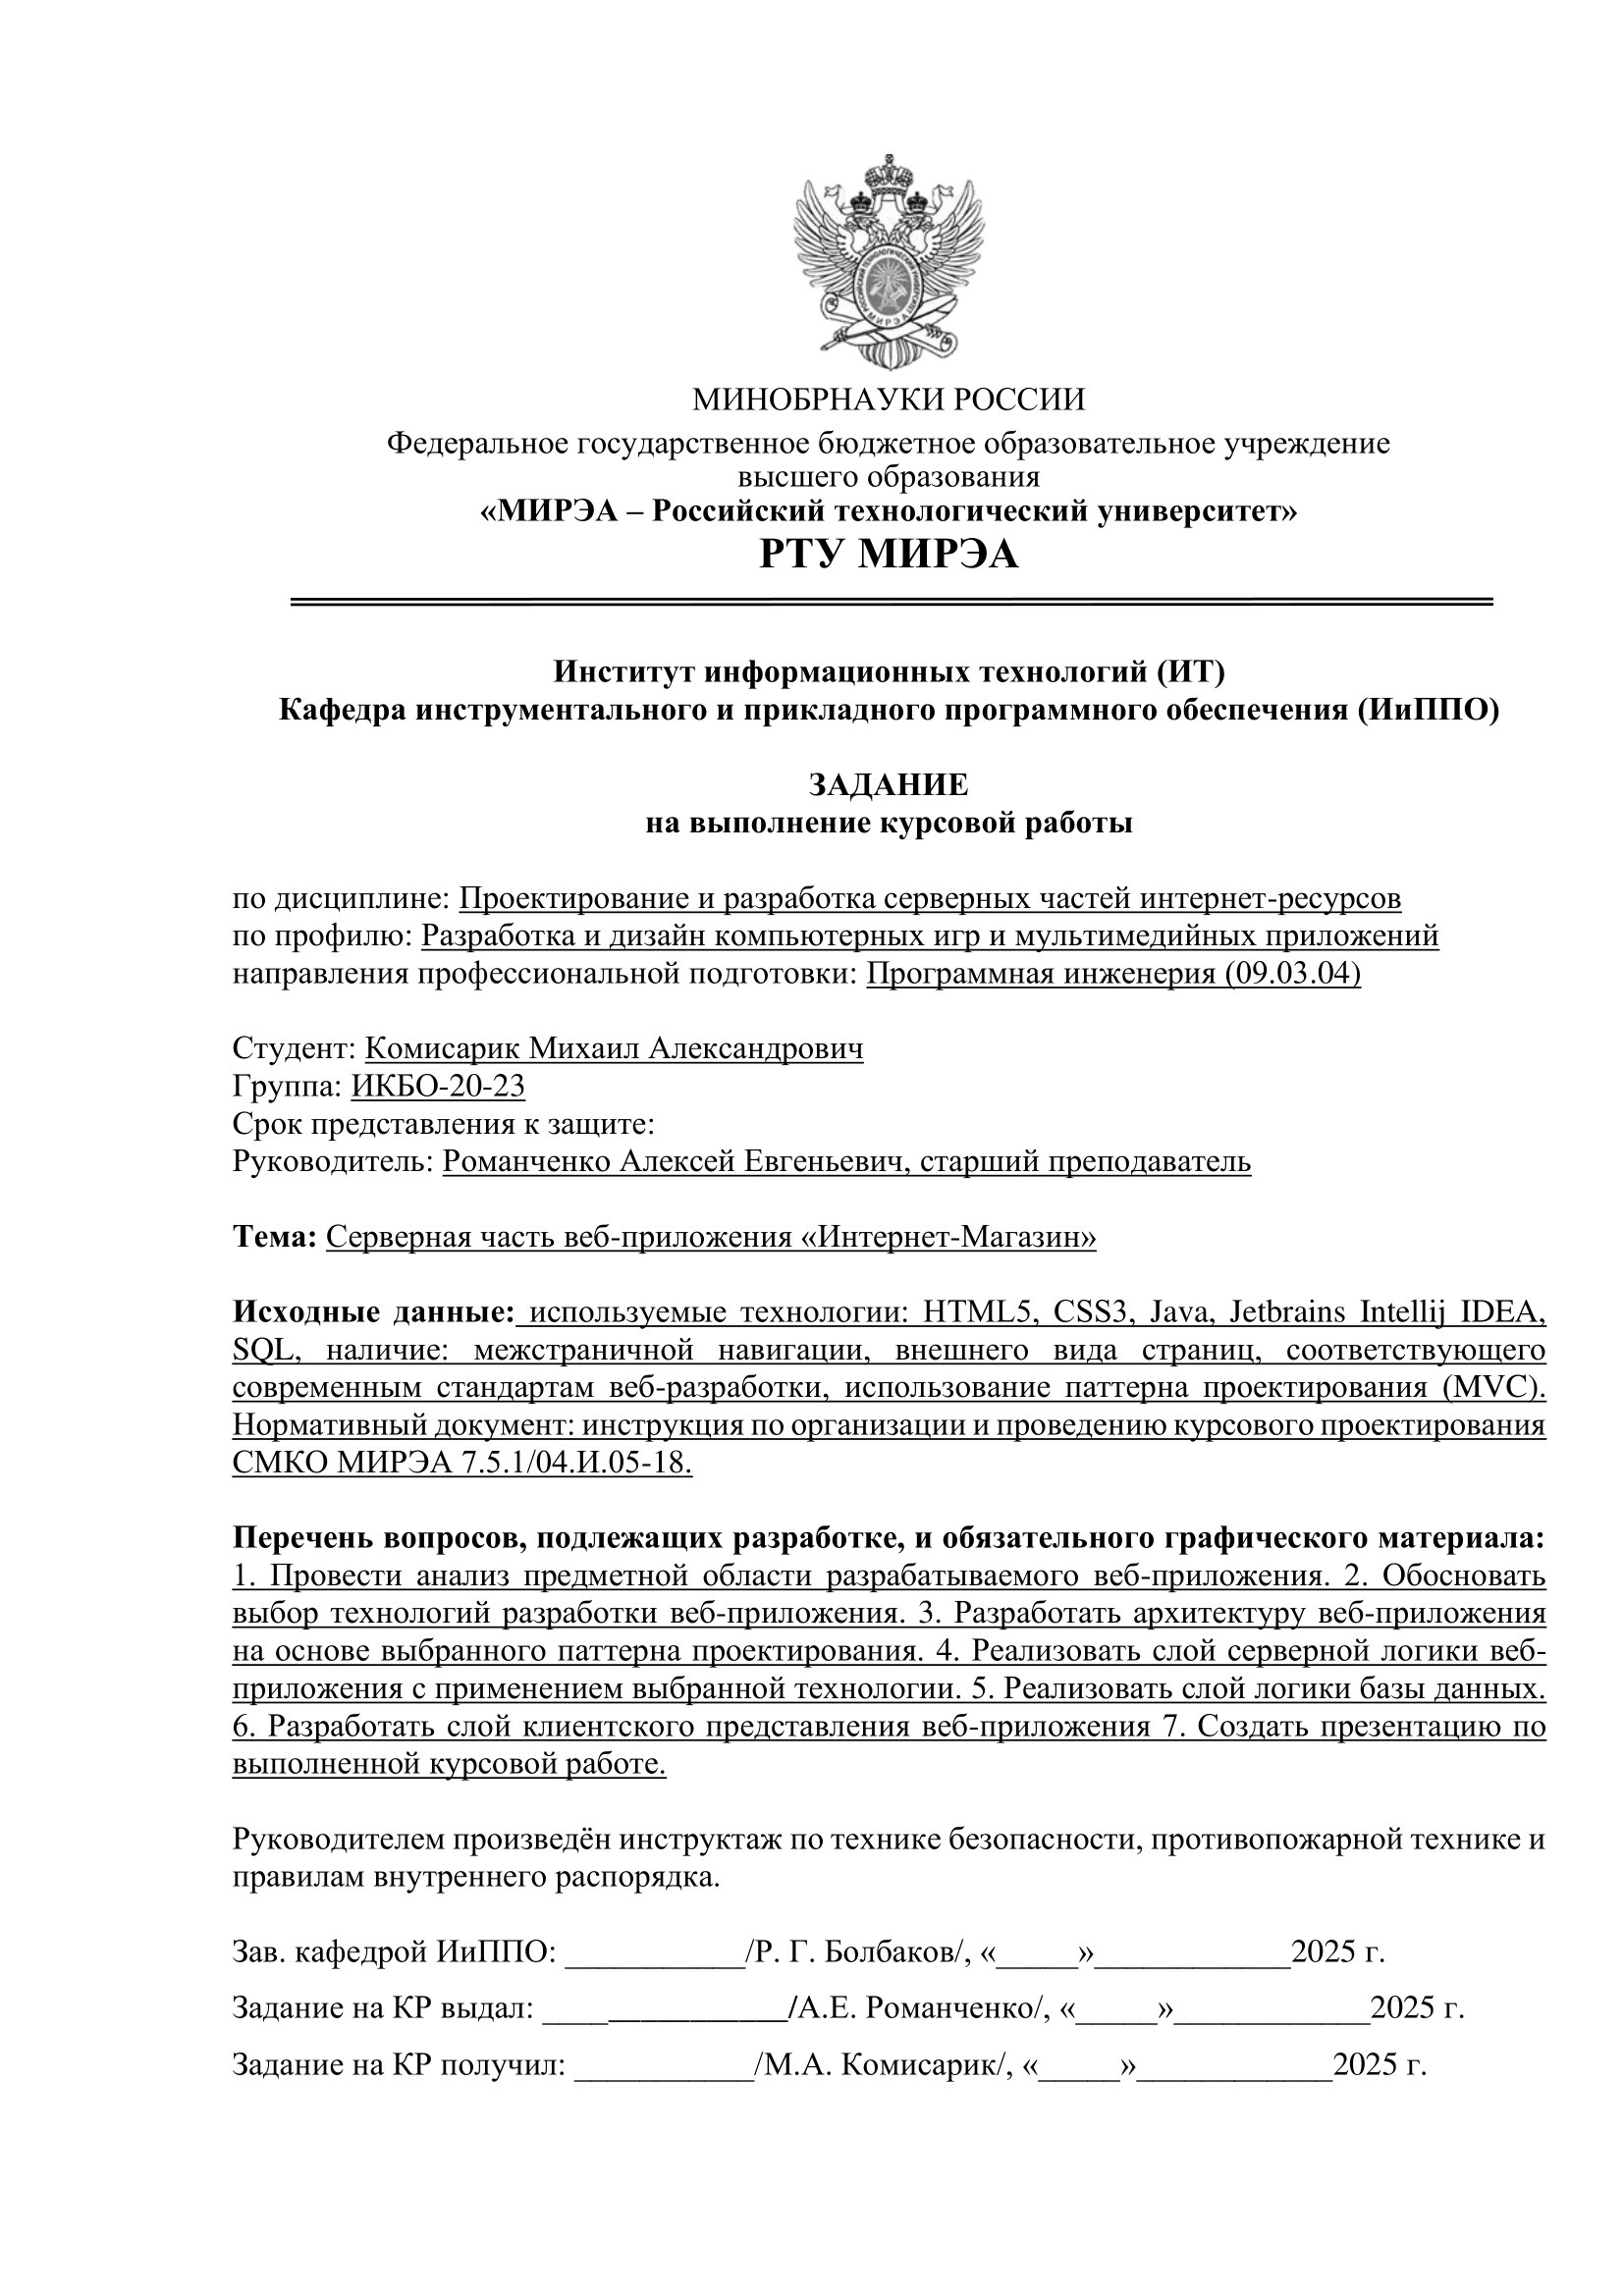 МИНОБРНАУКИ РОССИИ
Федеральное государственное бюджетное образовательное учреждение
высшего образования
«МИРЭА – Российский технологический университет»
РТУ МИРЭА
Институт информационных технологий (ИТ)
Кафедра инструментального и прикладного программного обеспечения (ИиППО)
ЗАДАНИЕ
на выполнение курсовой работы
по дисциплине: Проектирование и разработка серверных частей интернет-ресурсов
по профилю: Разработка и дизайн компьютерных игр и мультимедийных приложений
направления профессиональной подготовки: Программная инженерия (09.03.04)
Студент: Комисарик Михаил Александрович
Группа: ИКБО-20-23
Срок представления к защите:
Руководитель: Романченко Алексей Евгеньевич, старший преподаватель
Тема: Серверная часть веб-приложения «Интернет-Магазин»
Исходные данные: используемые технологии: HTML5, CSS3, Java, Jetbrains Intellij IDEA,
SQL, наличие: межстраничной навигации, внешнего вида страниц, соответствующего
современным стандартам веб-разработки, использование паттерна проектирования (MVC).
Нормативный документ: инструкция по организации и проведению курсового проектирования
СМКО МИРЭА 7.5.1/04.И.05-18.
Перечень вопросов, подлежащих разработке, и обязательного графического материала:
1. Провести анализ предметной области разрабатываемого веб-приложения. 2. Обосновать
выбор технологий разработки веб-приложения. 3. Разработать архитектуру веб-приложения
на основе выбранного паттерна проектирования. 4. Реализовать слой серверной логики веб-
приложения с применением выбранной технологии. 5. Реализовать слой логики базы данных.
6. Разработать слой клиентского представления веб-приложения 7. Создать презентацию по
выполненной курсовой работе.
Руководителем произведён инструктаж по технике безопасности, противопожарной технике и
правилам внутреннего распорядка.
Зав. кафедрой ИиППО: ___________/Р. Г. Болбаков/, «_____»____________2025 г.
Задание на КР выдал: _______________/А.Е. Романченко/, «_____»____________2025 г.
Задание на КР получил: ___________/М.А. Комисарик/, «_____»____________2025 г.